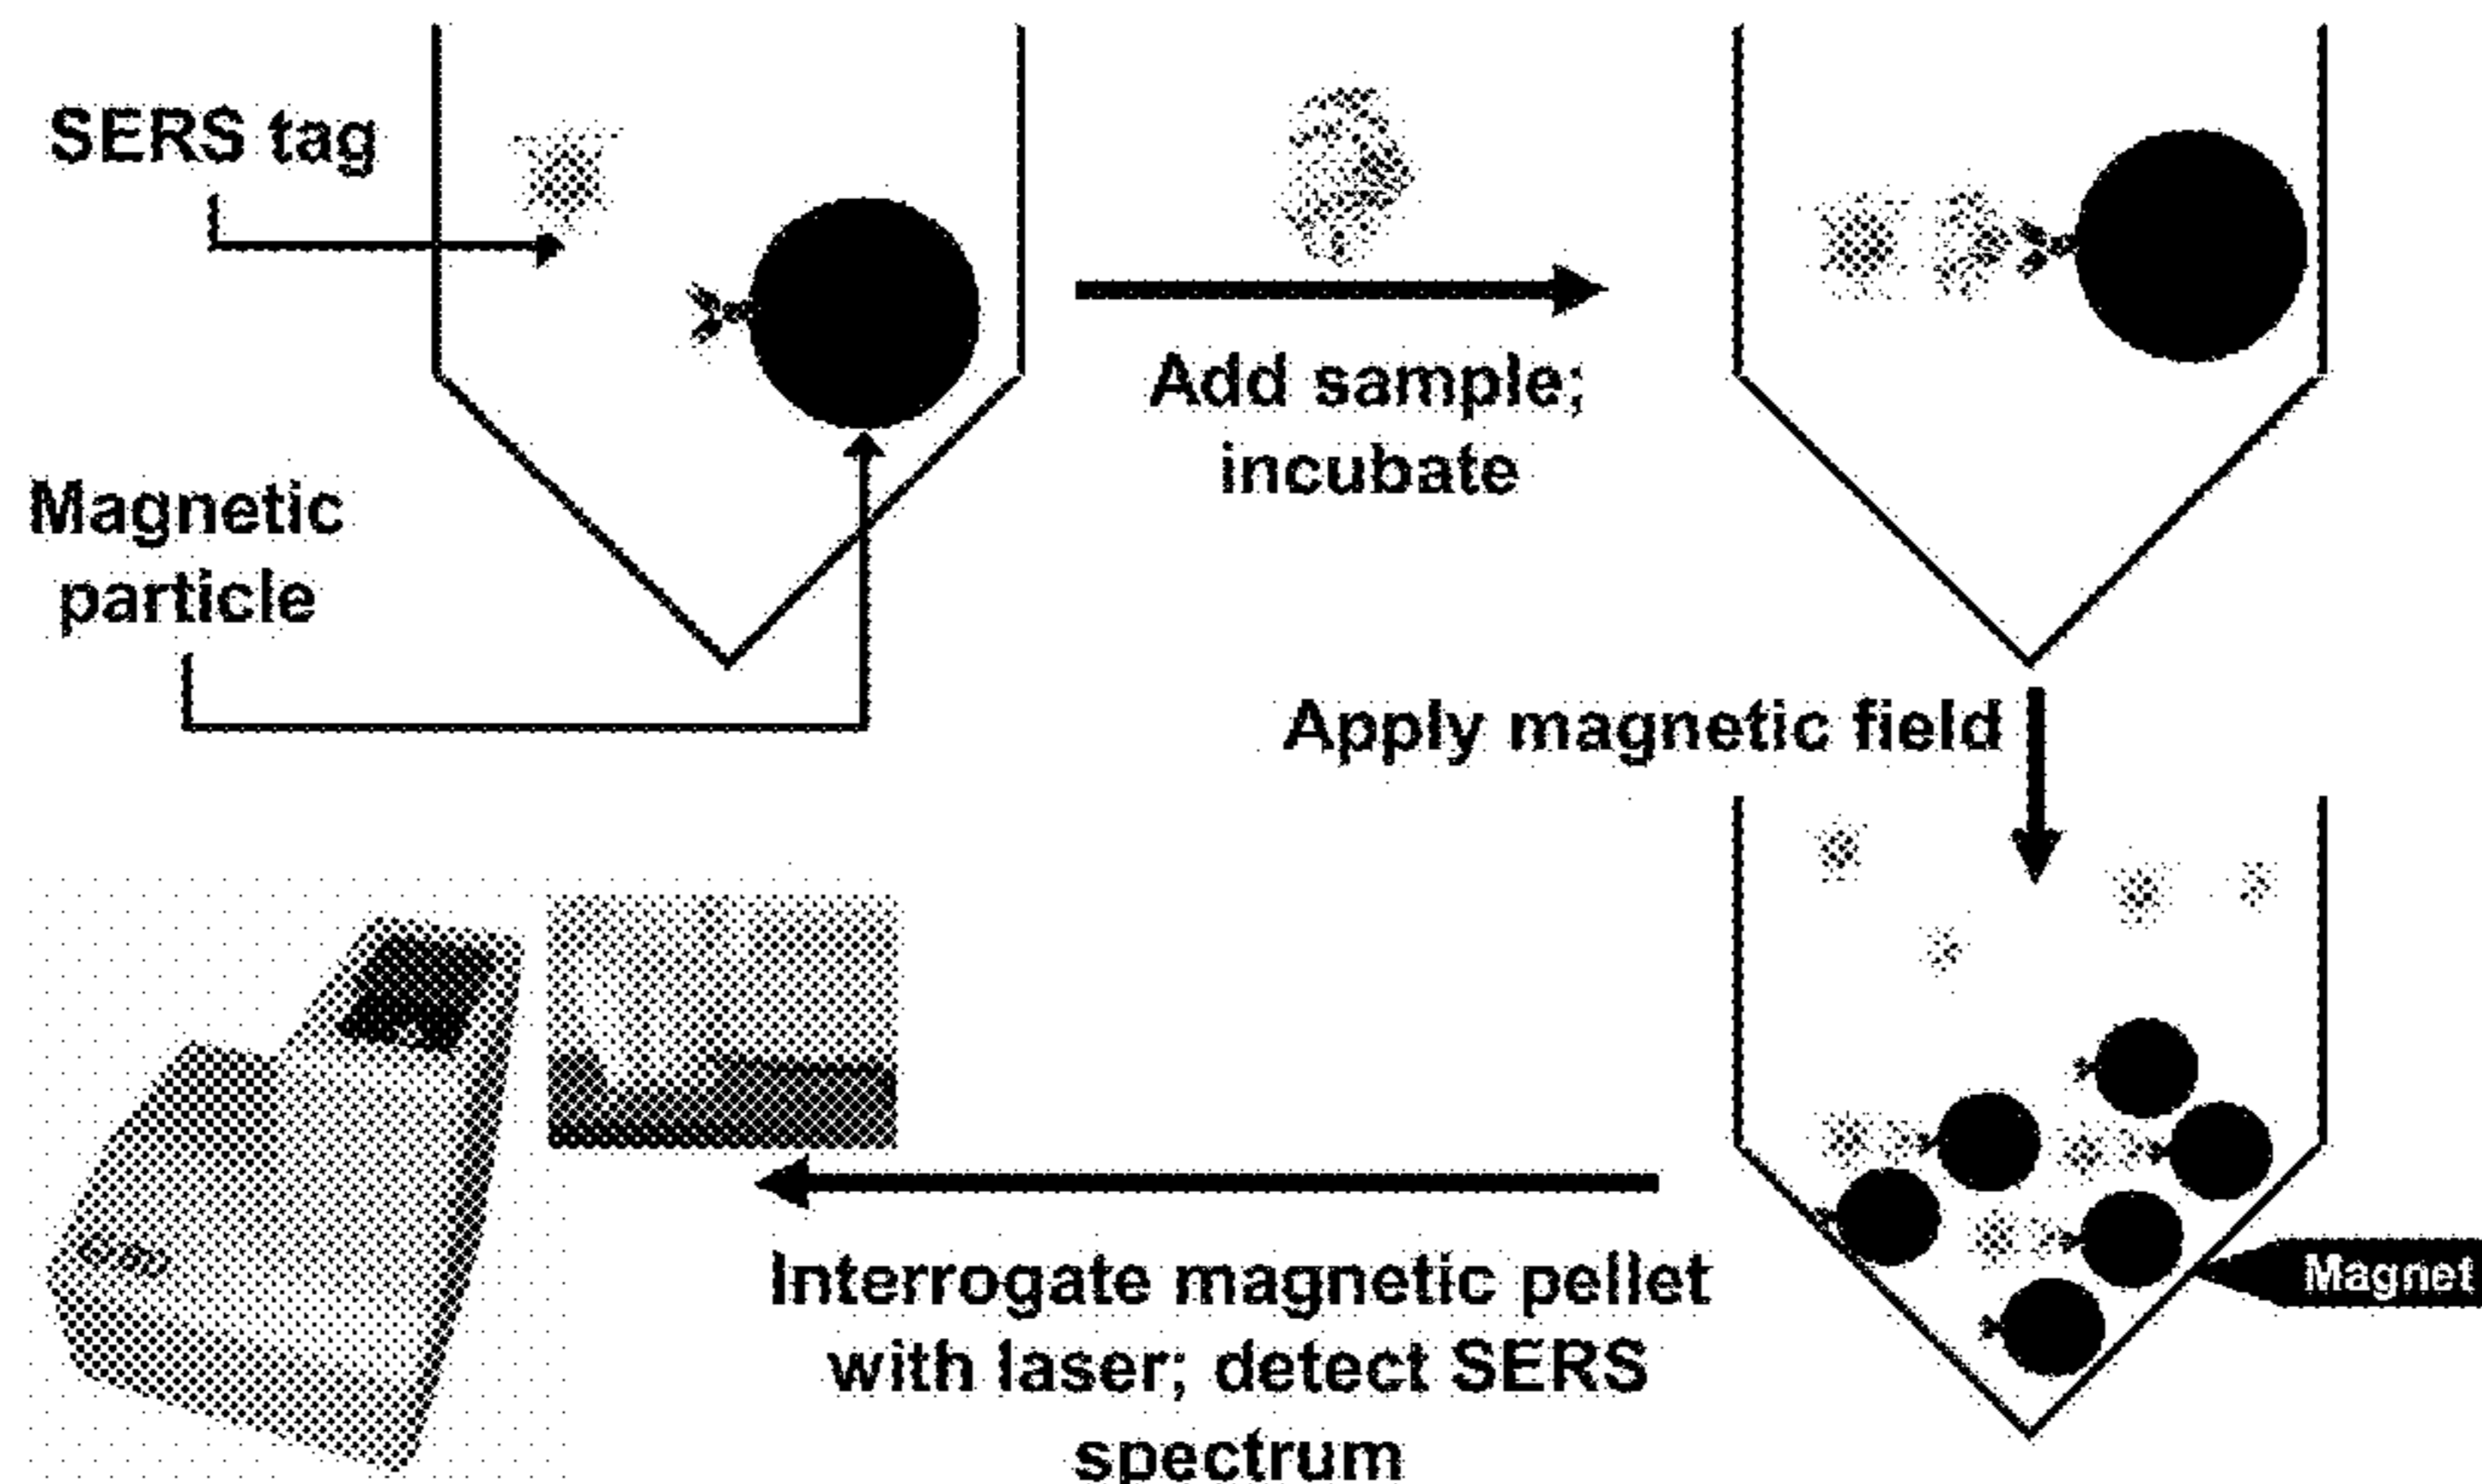 SERS tag
Magnetic
particle
Add sample;
incubate
Apply magnetic field
Magnet
Interrogate magnetic pellet
with laser; detect SERS
spectrum